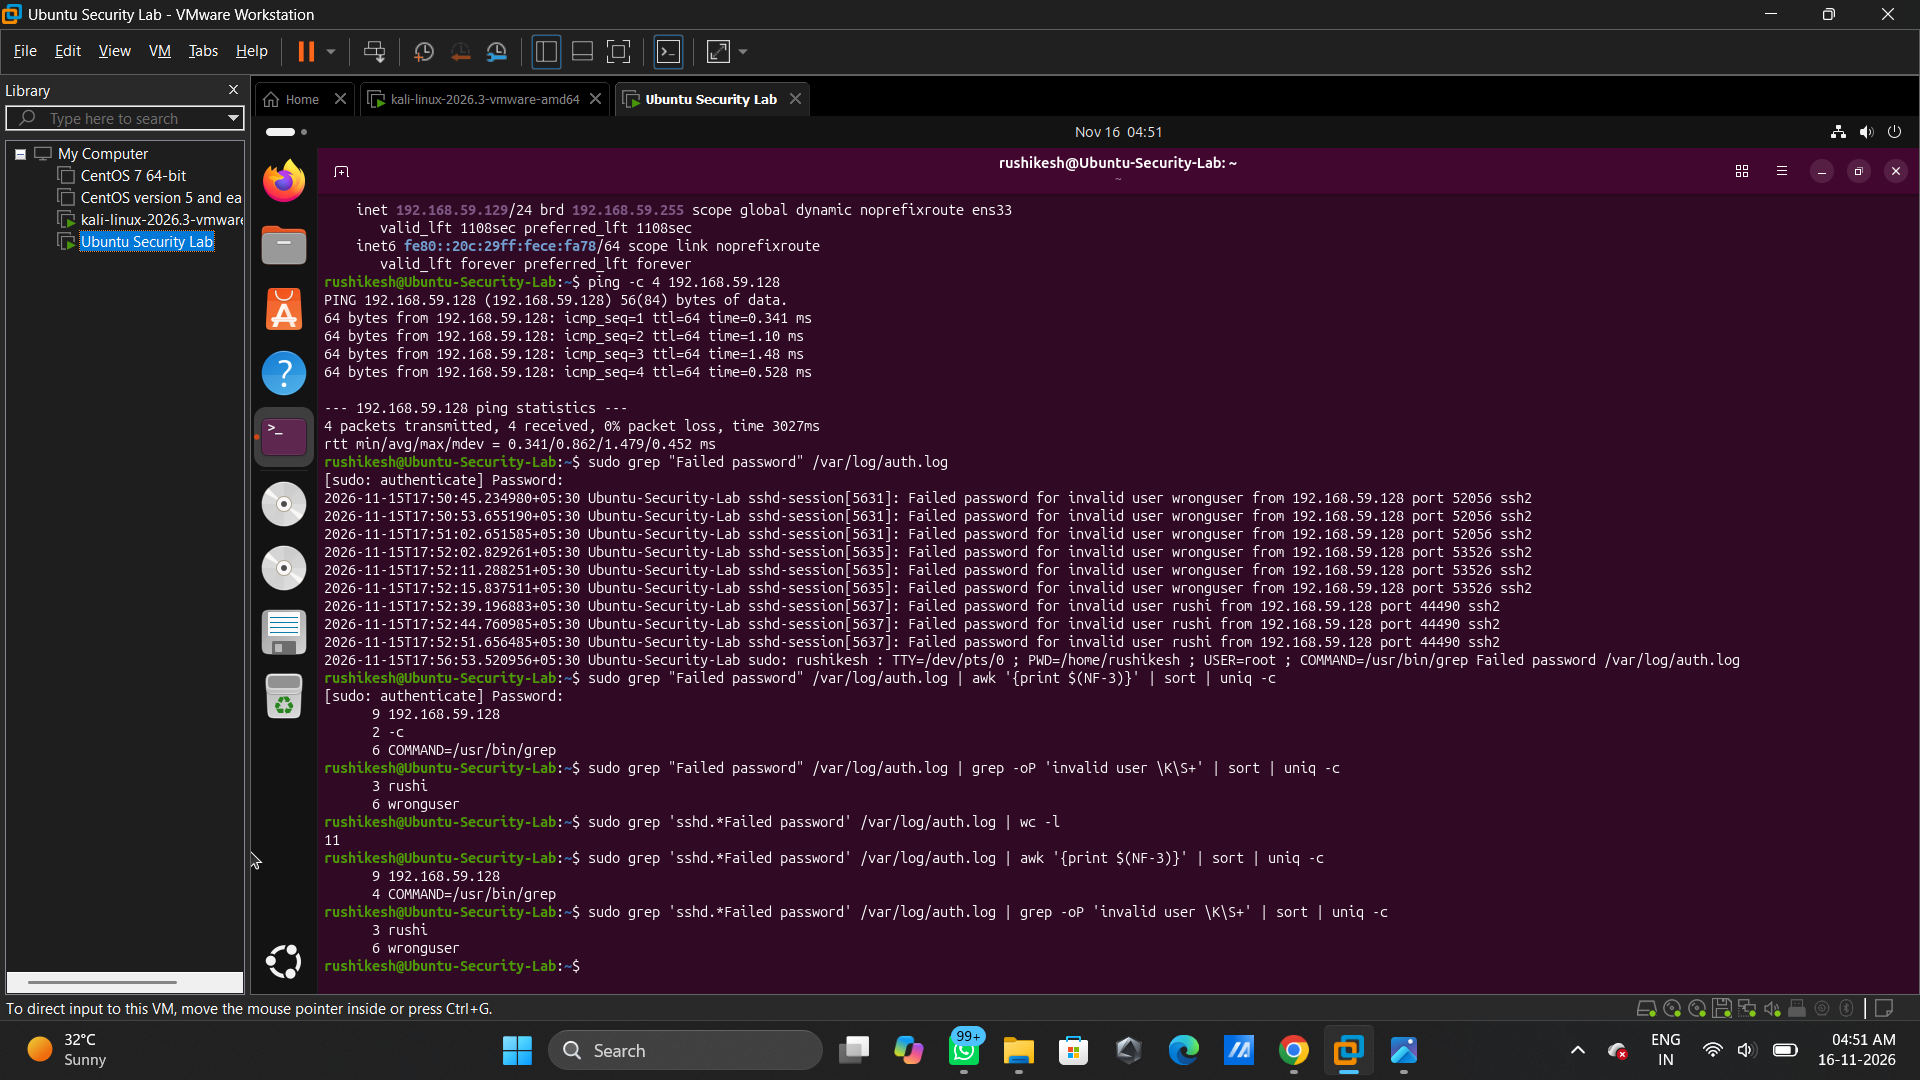 Ubuntu Security Lab - VMware Workstation
File Edit View VM Tabs Help
Library
Type here to search
My Computer
CentOS 7 64-bit
CentOS version 5 and ea
kali-linux-2026.3-vmware
Ubuntu Security Lab
Home
kali-linux-2026.3-vmware-amd64
Ubuntu Security Lab
Nov 16 04:51
rushikesh@Ubuntu-Security-Lab: ~
~
inet 192.168.59.129/24 brd 192.168.59.255 scope global dynamic noprefixroute ens33
valid_lft 1108sec preferred_lft 1108sec
inet6 fe80::20c:29ff:fece:fa78/64 scope link noprefixroute
valid_lft forever preferred_lft forever
rushikesh@Ubuntu-Security-Lab:~$ ping -c 4 192.168.59.128
PING 192.168.59.128 (192.168.59.128) 56(84) bytes of data.
64 bytes from 192.168.59.128: icmp_seq=1 ttl=64 time=0.341 ms
64 bytes from 192.168.59.128: icmp_seq=2 ttl=64 time=1.10 ms
64 bytes from 192.168.59.128: icmp_seq=3 ttl=64 time=1.48 ms
64 bytes from 192.168.59.128: icmp_seq=4 ttl=64 time=0.528 ms
--- 192.168.59.128 ping statistics ---
4 packets transmitted, 4 received, 0% packet loss, time 3027ms
rtt min/avg/max/mdev = 0.341/0.862/1.479/0.452 ms
rushikesh@Ubuntu-Security-Lab:~$ sudo grep "Failed password" /var/log/auth.log
[sudo: authenticate] Password:
2026-11-15T17:50:45.234980+05:30 Ubuntu-Security-Lab sshd-session[5631]: Failed password for invalid user wronguser from 192.168.59.128 port 52056 ssh2
2026-11-15T17:50:53.655190+05:30 Ubuntu-Security-Lab sshd-session[5631]: Failed password for invalid user wronguser from 192.168.59.128 port 52056 ssh2
2026-11-15T17:51:02.651585+05:30 Ubuntu-Security-Lab sshd-session[5631]: Failed password for invalid user wronguser from 192.168.59.128 port 52056 ssh2
2026-11-15T17:52:02.829261+05:30 Ubuntu-Security-Lab sshd-session[5635]: Failed password for invalid user wronguser from 192.168.59.128 port 53526 ssh2
2026-11-15T17:52:11.288251+05:30 Ubuntu-Security-Lab sshd-session[5635]: Failed password for invalid user wronguser from 192.168.59.128 port 53526 ssh2
2026-11-15T17:52:15.837511+05:30 Ubuntu-Security-Lab sshd-session[5635]: Failed password for invalid user wronguser from 192.168.59.128 port 53526 ssh2
2026-11-15T17:52:39.196883+05:30 Ubuntu-Security-Lab sshd-session[5637]: Failed password for invalid user rushi from 192.168.59.128 port 44490 ssh2
2026-11-15T17:52:44.760985+05:30 Ubuntu-Security-Lab sshd-session[5637]: Failed password for invalid user rushi from 192.168.59.128 port 44490 ssh2
2026-11-15T17:52:51.656485+05:30 Ubuntu-Security-Lab sshd-session[5637]: Failed password for invalid user rushi from 192.168.59.128 port 44490 ssh2
2026-11-15T17:56:53.520956+05:30 Ubuntu-Security-Lab sudo: rushikesh : TTY=/dev/pts/0 ; PWD=/home/rushikesh ; USER=root ; COMMAND=/usr/bin/grep Failed password /var/log/auth.log
rushikesh@Ubuntu-Security-Lab:~$ sudo grep "Failed password" /var/log/auth.log | awk '{print $(NF-3)}' | sort | uniq -c
[sudo: authenticate] Password:
9 192.168.59.128
2 -c
6 COMMAND=/usr/bin/grep
rushikesh@Ubuntu-Security-Lab:~$ sudo grep "Failed password" /var/log/auth.log | grep -oP 'invalid user \K\S+' | sort | uniq -c
3 rushi
6 wronguser
rushikesh@Ubuntu-Security-Lab:~$ sudo grep 'sshd.*Failed password' /var/log/auth.log | wc -l
11
rushikesh@Ubuntu-Security-Lab:~$ sudo grep 'sshd.*Failed password' /var/log/auth.log | awk '{print $(NF-3)}' | sort | uniq -c
9 192.168.59.128
4 COMMAND=/usr/bin/grep
rushikesh@Ubuntu-Security-Lab:~$ sudo grep 'sshd.*Failed password' /var/log/auth.log | grep -oP 'invalid user \K\S+' | sort | uniq -c
3 rushi
6 wronguser
rushikesh@Ubuntu-Security-Lab:~$
To direct input to this VM, move the mouse pointer inside or press Ctrl+G.
32°C
Sunny
Search
99+
ENG
IN
04:51 AM
16-11-2026